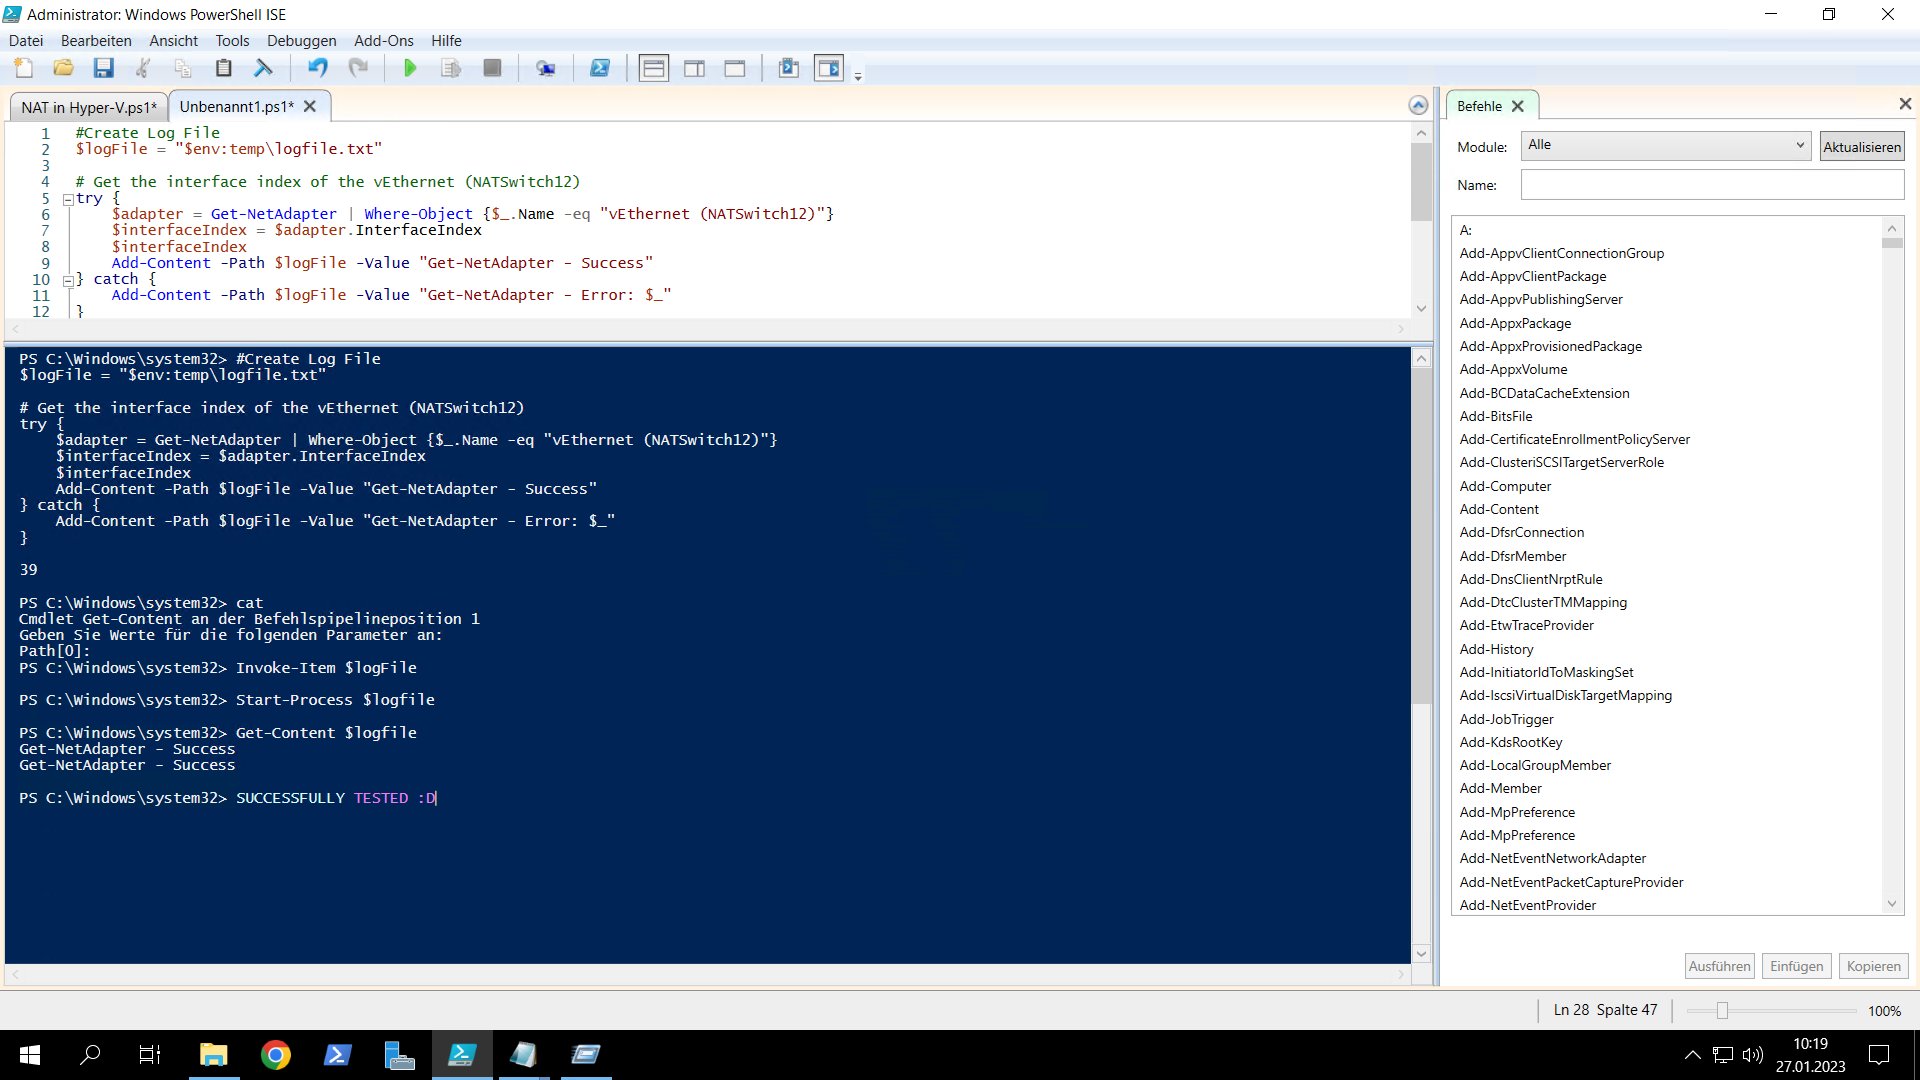 Administrator: Windows PowerShell ISE
Datei Bearbeiten Ansicht Tools Debuggen Add-Ons Hilfe
NAT in Hyper-V.ps1* Unbenannt1.ps1*
1 #Create Log File
2 $logFile = "$env:temp\logfile.txt"
3
4 # Get the interface index of the vEthernet (NATSwitch12)
5 try {
6 $adapter = Get-NetAdapter | Where-Object {$_.Name -eq "vEthernet (NATSwitch12)"}
7 $interfaceIndex = $adapter.InterfaceIndex
8 $interfaceIndex
9 Add-Content -Path $logFile -Value "Get-NetAdapter - Success"
10 } catch {
11 Add-Content -Path $logFile -Value "Get-NetAdapter - Error: $_"
12 }
PS C:\Windows\system32> #Create Log File
$logFile = "$env:temp\logfile.txt"
# Get the interface index of the vEthernet (NATSwitch12)
try {
$adapter = Get-NetAdapter | Where-Object {$_.Name -eq "vEthernet (NATSwitch12)"}
$interfaceIndex = $adapter.InterfaceIndex
$interfaceIndex
Add-Content -Path $logFile -Value "Get-NetAdapter - Success"
} catch {
Add-Content -Path $logFile -Value "Get-NetAdapter - Error: $_"
}
39
PS C:\Windows\system32> cat
Cmdlet Get-Content an der Befehlspipelineposition 1
Geben Sie Werte für die folgenden Parameter an:
Path[0]:
PS C:\Windows\system32> Invoke-Item $logFile
PS C:\Windows\system32> Start-Process $logfile
PS C:\Windows\system32> Get-Content $logfile
Get-NetAdapter - Success
Get-NetAdapter - Success
PS C:\Windows\system32> SUCCESSFULLY TESTED :D
Befehle
Module: Alle Aktualisieren
Name:
A:
Add-AppvClientConnectionGroup
Add-AppvClientPackage
Add-AppvPublishingServer
Add-AppxPackage
Add-AppxProvisionedPackage
Add-AppxVolume
Add-BCDataCacheExtension
Add-BitsFile
Add-CertificateEnrollmentPolicyServer
Add-ClusteriSCSITargetServerRole
Add-Computer
Add-Content
Add-DfsrConnection
Add-DfsrMember
Add-DnsClientNrptRule
Add-DtcClusterTMMapping
Add-EtwTraceProvider
Add-History
Add-InitiatorIdToMaskingSet
Add-IscsiVirtualDiskTargetMapping
Add-JobTrigger
Add-KdsRootKey
Add-LocalGroupMember
Add-Member
Add-MpPreference
Add-MpPreference
Add-NetEventNetworkAdapter
Add-NetEventPacketCaptureProvider
Add-NetEventProvider
Ausführen Einfügen Kopieren
Ln 28 Spalte 47 100%
10:19
27.01.2023